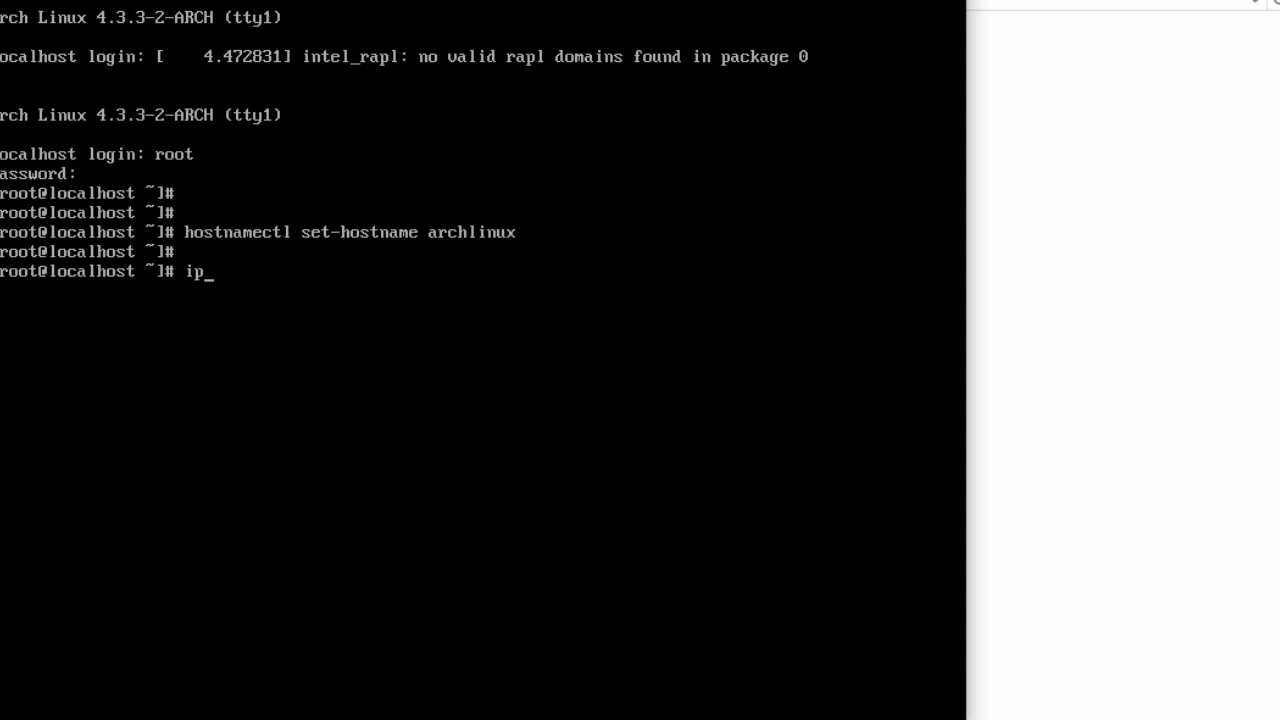 rch Linux 4.3.3-2-ARCH (tty1)
ocalhost login: [    4.472831] intel_rapl: no valid rapl domains found in package 0
rch Linux 4.3.3-2-ARCH (tty1)
ocalhost login: root
assword:
root@localhost ~]#
root@localhost ~]#
root@localhost ~]# hostnamectl set-hostname archlinux
root@localhost ~]#
root@localhost ~]# ip_